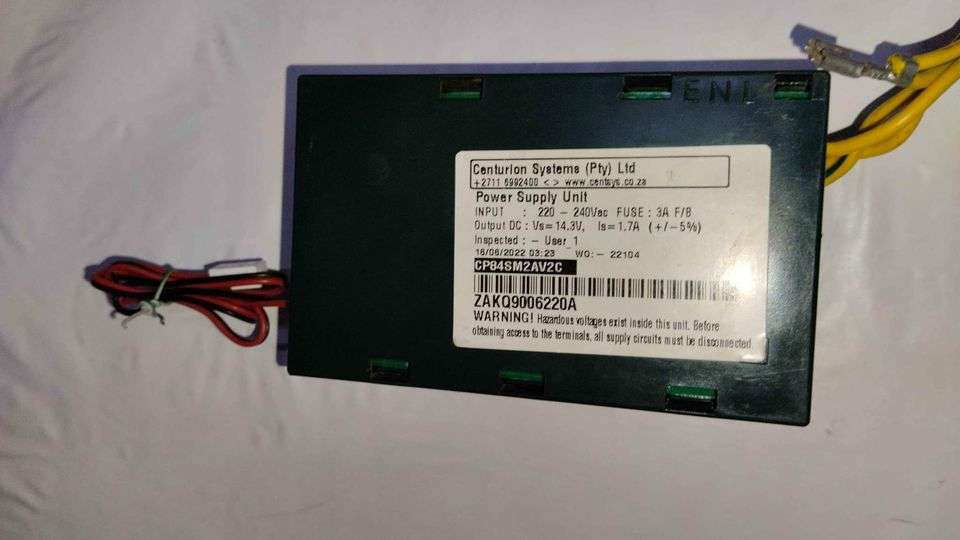 ENI
Centurion Systems (Pty) Ltd
+2711 6992400 <> www.centsys.co.za
Power Supply Unit
INPUT : 220 - 240Vac FUSE : 3A F/B
Output DC : Vs=14.3V, Is=1.7A (+/-5%)
Inspected : - User_1
16/06/2022 03:23 WO:- 22104
CP84SM2AV2C
ZAKQ9006220A
WARNING! Hazardous voltages exist inside this unit. Before
obtaining access to the terminals, all supply circuits must be disconnected